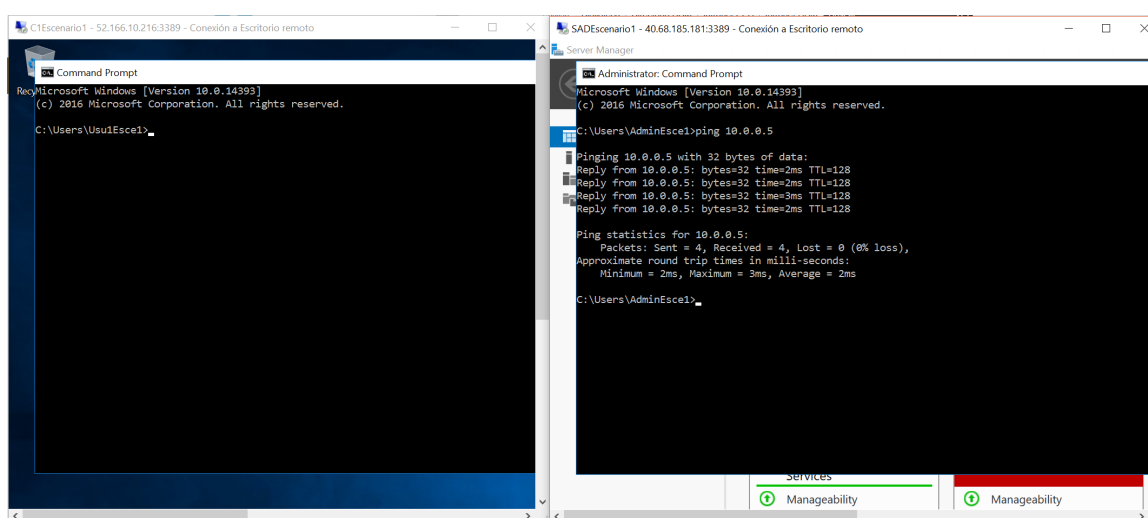 C1Escenario1 - 52.166.10.216:3389 - Conexión a Escritorio remoto
Command Prompt
Microsoft Windows [Version 10.0.14393]
(c) 2016 Microsoft Corporation. All rights reserved.
C:\Users\Usu1Esce1>
SADEscenario1 - 40.68.185.181:3389 - Conexión a Escritorio remoto
Server Manager
Administrator: Command Prompt
Microsoft Windows [Version 10.0.14393]
(c) 2016 Microsoft Corporation. All rights reserved.
C:\Users\AdminEsce1>ping 10.0.0.5
Pinging 10.0.0.5 with 32 bytes of data:
Reply from 10.0.0.5: bytes=32 time=2ms TTL=128
Reply from 10.0.0.5: bytes=32 time=2ms TTL=128
Reply from 10.0.0.5: bytes=32 time=3ms TTL=128
Reply from 10.0.0.5: bytes=32 time=2ms TTL=128
Ping statistics for 10.0.0.5:
Packets: Sent = 4, Received = 4, Lost = 0 (0% loss),
Approximate round trip times in milli-seconds:
Minimum = 2ms, Maximum = 3ms, Average = 2ms
C:\Users\AdminEsce1>
Services
Manageability
Manageability